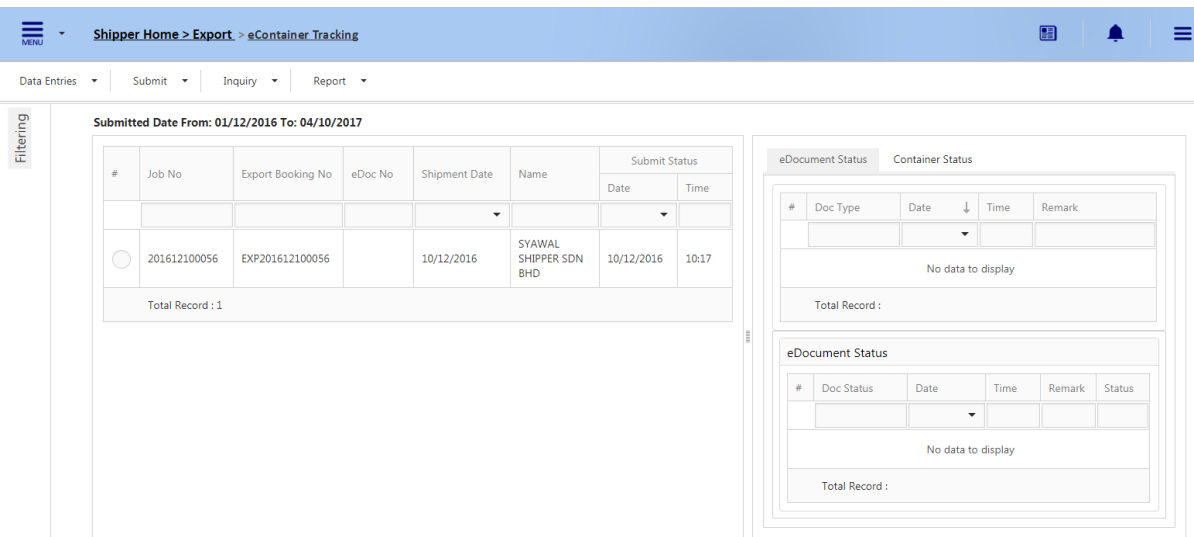 MENU
Shipper Home > Export > eContainer Tracking
Data Entries Submit Inquiry Report
Filtering
Submitted Date From: 01/12/2016 To: 04/10/2017
# Job No Export Booking No eDoc No Shipment Date Name Submit Status
Date Time
201612100056 EXP201612100056 10/12/2016 SYAWAL SHIPPER SDN BHD 10/12/2016 10:17
Total Record : 1
eDocument Status Container Status
# Doc Type Date ↓ Time Remark
No data to display
Total Record :
eDocument Status
# Doc Status Date Time Remark Status
No data to display
Total Record :